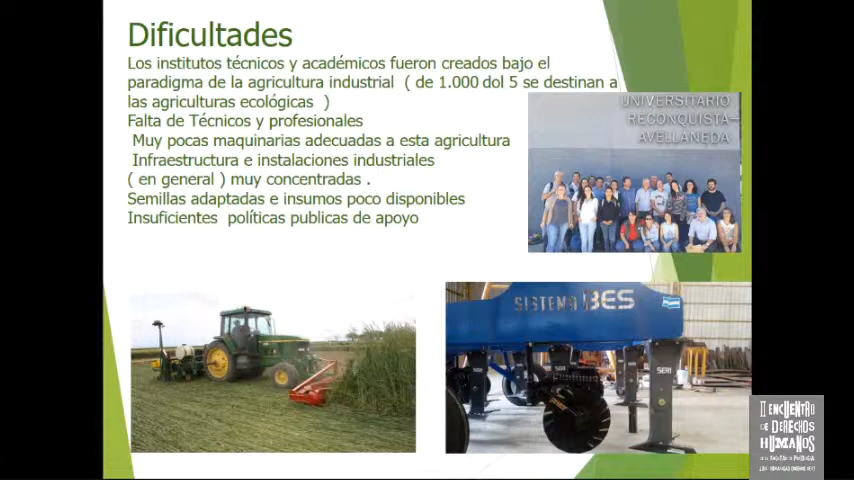 Dificultades
Los institutos técnicos y académicos fueron creados bajo el
paradigma de la agricultura industrial ( de 1.000 dol 5 se destinan a
las agriculturas ecológicas )
Falta de Técnicos y profesionales
Muy pocas maquinarias adecuadas a esta agricultura
Infraestructura e instalaciones industriales
( en general ) muy concentradas .
Semillas adaptadas e insumos poco disponibles
Insuficientes políticas publicas de apoyo
UNIVERSITARIO
RECONQUISTA-
AVELLANEDA
SISTEMA BES
SERI
SERI
II ENCUENTRO
DE DERECHOS
HUMANOS